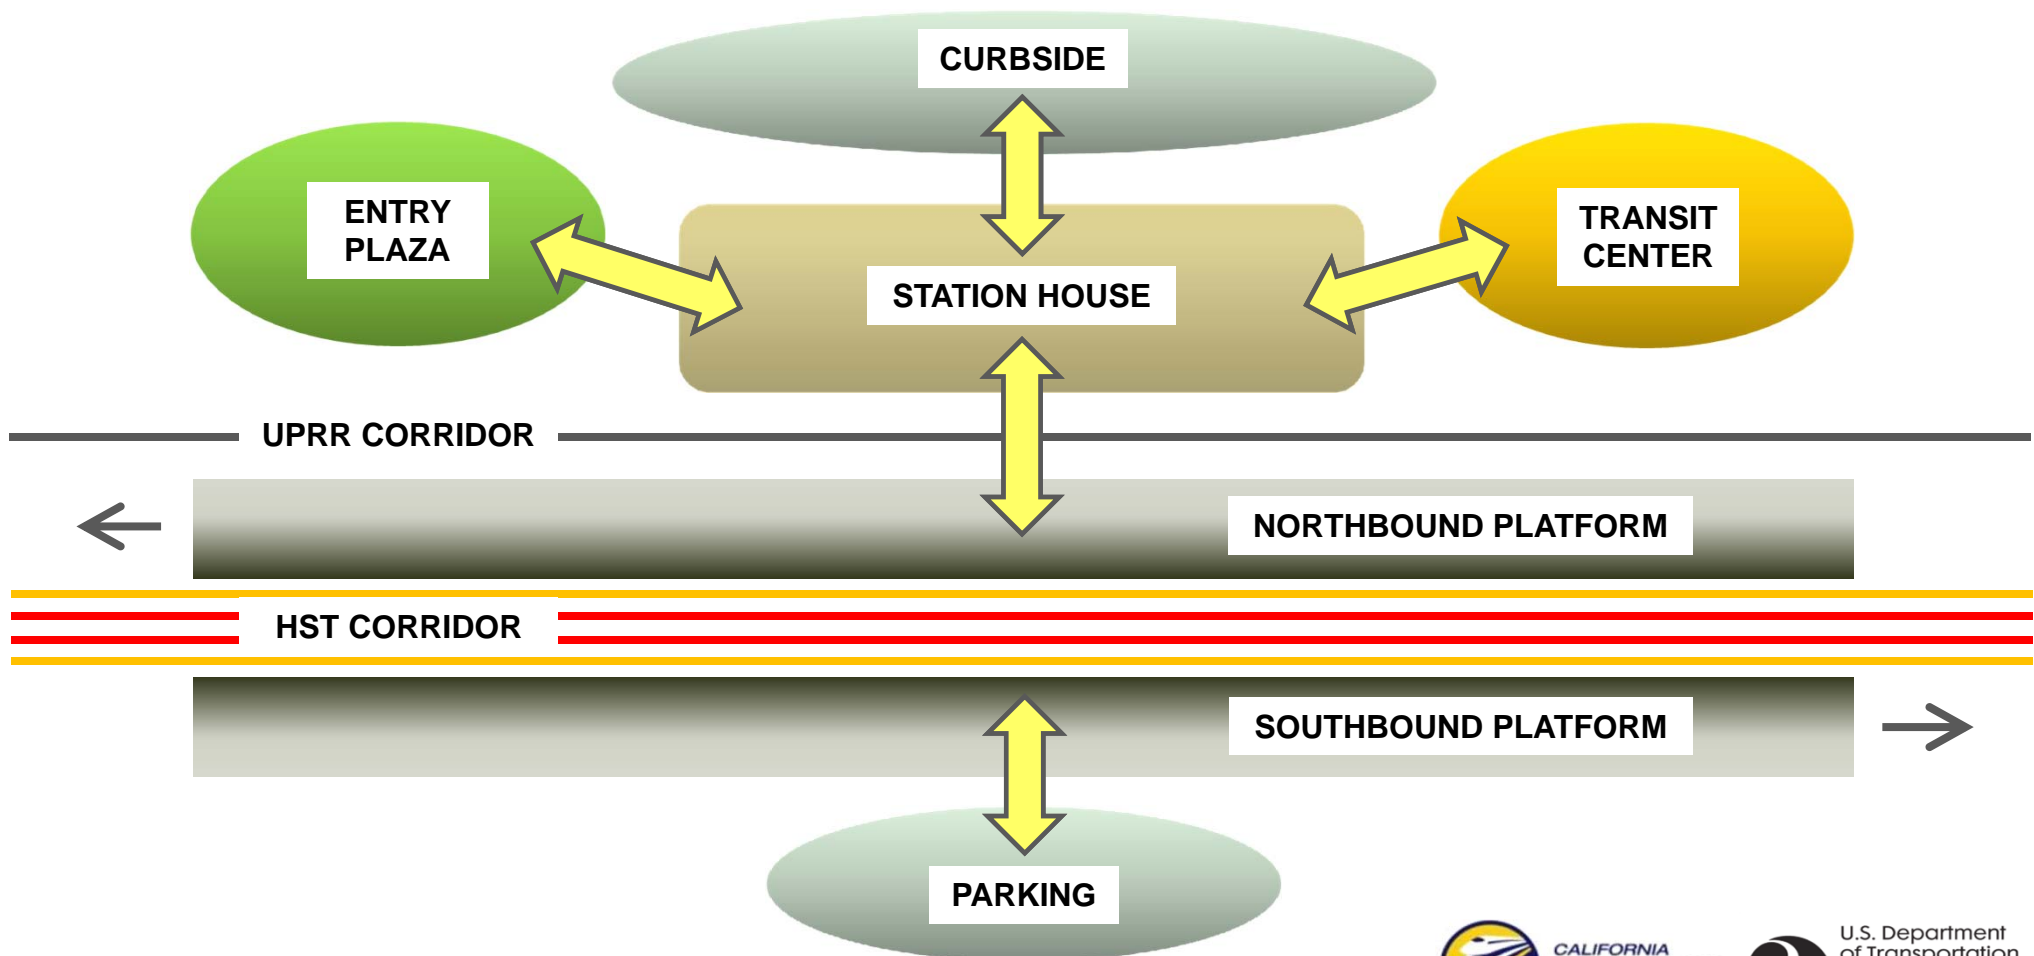 CURBSIDE
ENTRY
PLAZA
TRANSIT
CENTER
STATION HOUSE
UPRR CORRIDOR
NORTHBOUND PLATFORM
HST CORRIDOR
SOUTHBOUND PLATFORM
PARKING
CALIFORNIA
U.S. Department
of Transportation